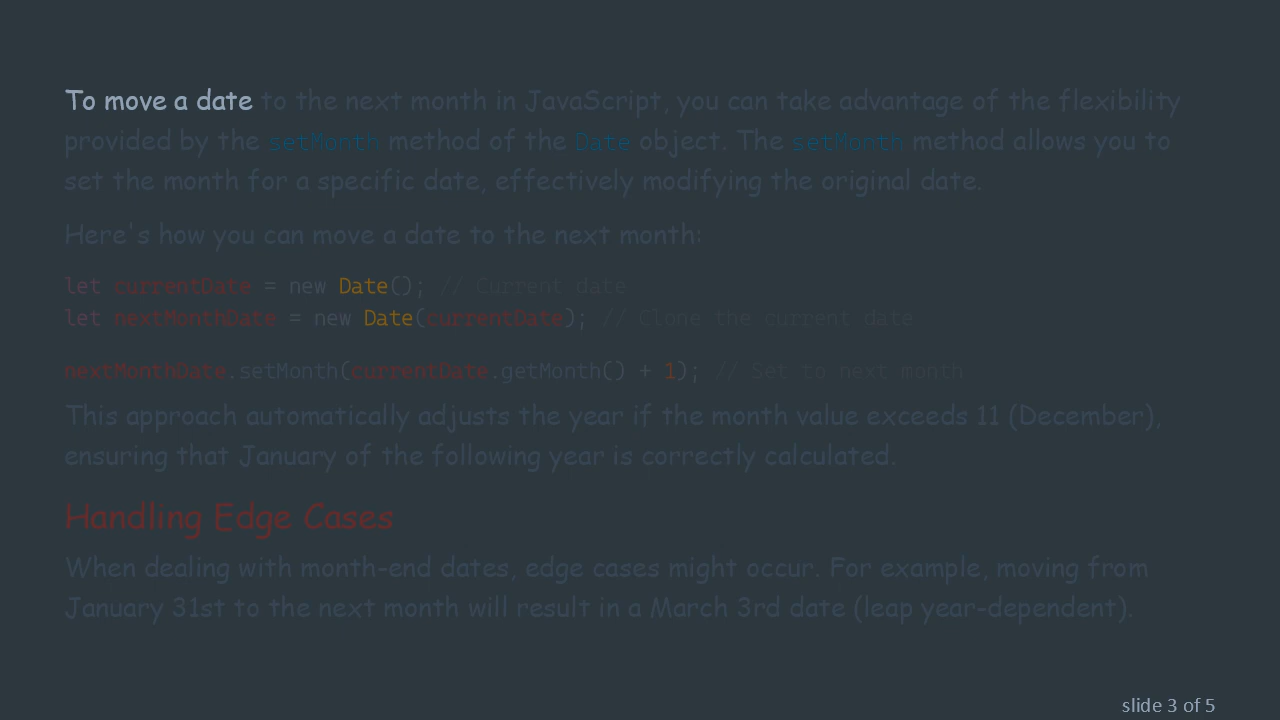 To move a date to the next month in JavaScript, you can take advantage of the flexibility
provided by the setMonth method of the Date object. The setMonth method allows you to
set the month for a specific date, effectively modifying the original date.
Here's how you can move a date to the next month:
let currentDate = new Date(); // Current date
let nextMonthDate = new Date(currentDate); // Clone the current date
nextMonthDate.setMonth(currentDate.getMonth() + 1); // Set to next month
This approach automatically adjusts the year if the month value exceeds 11 (December),
ensuring that January of the following year is correctly calculated.
Handling Edge Cases
When dealing with month-end dates, edge cases might occur. For example, moving from
January 31st to the next month will result in a March 3rd date (leap year-dependent).
slide 3 of 5